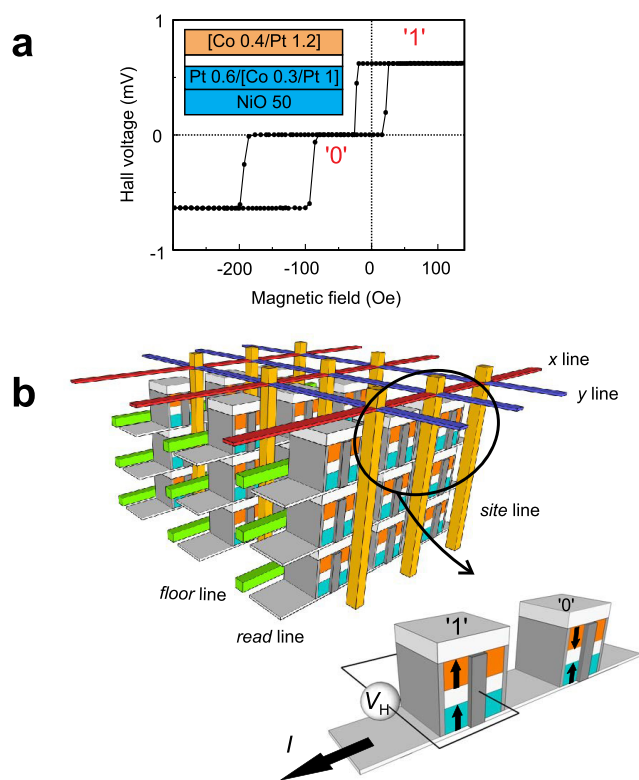 a
Hall voltage (mV)
1
0
-1
[Co 0.4/Pt 1.2]
Pt 0.6/[Co 0.3/Pt 1]
NiO 50
'1'
'0'
-200
-100
0
100
Magnetic field (Oe)
b
x line
y line
site line
floor line
read line
'1'
'0'
VH
I